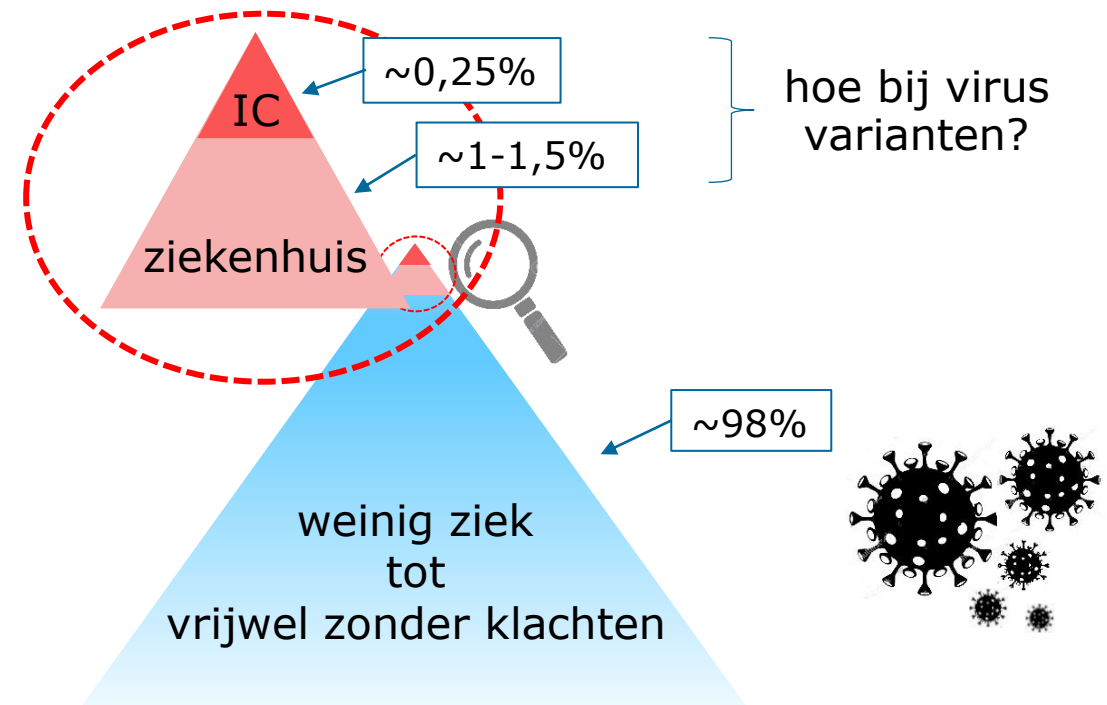 ~0,25%
IC
~1-1,5%
hoe bij virus
varianten?
ziekenhuis
~98%
weinig ziek
tot
vrijwel zonder klachten